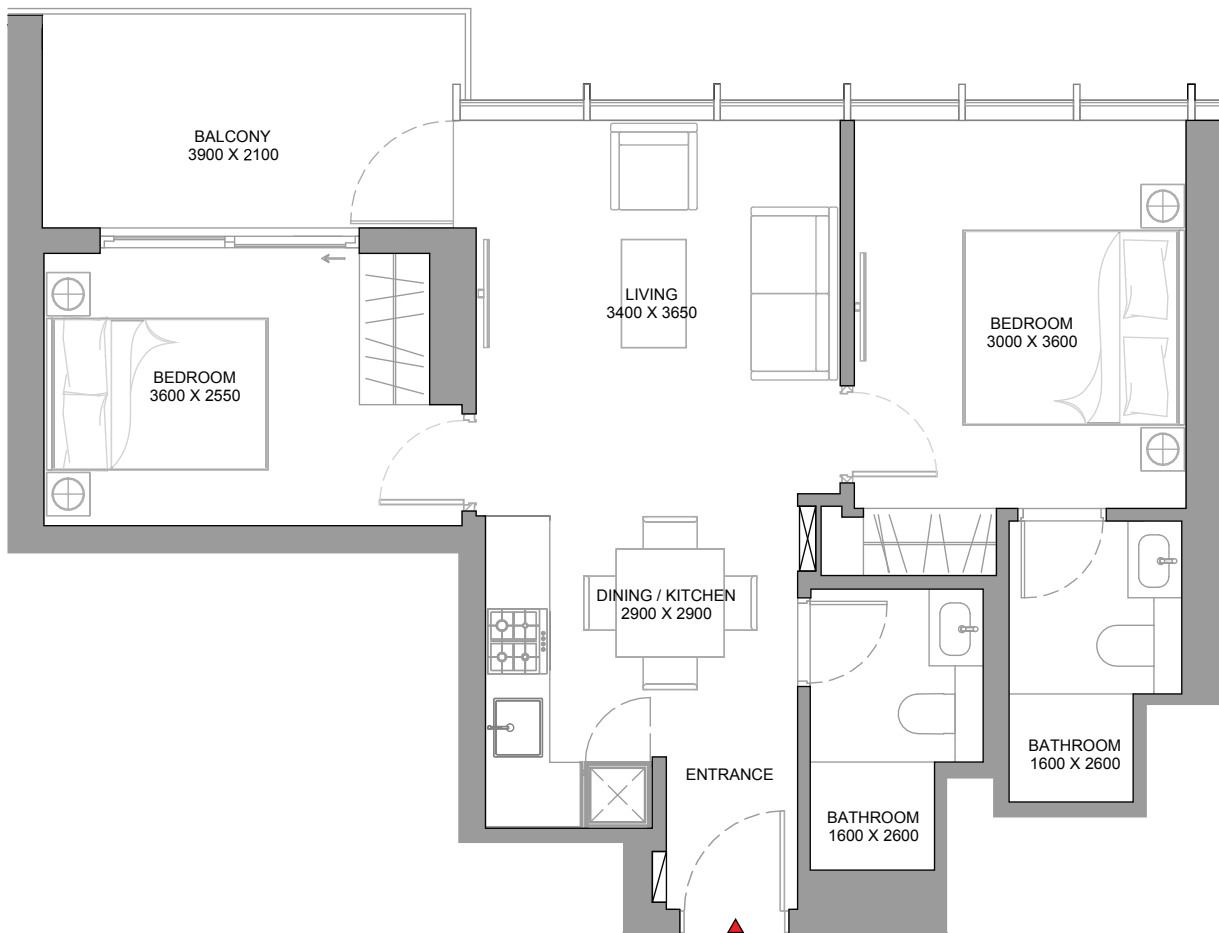 BALCONY
3900 X 2100
LIVING
3400 X 3650
BEDROOM
3000 X 3600
BEDROOM
3600 X 2550
DINING / KITCHEN
2900 X 2900
ENTRANCE
BATHROOM
1600 X 2600
BATHROOM
1600 X 2600